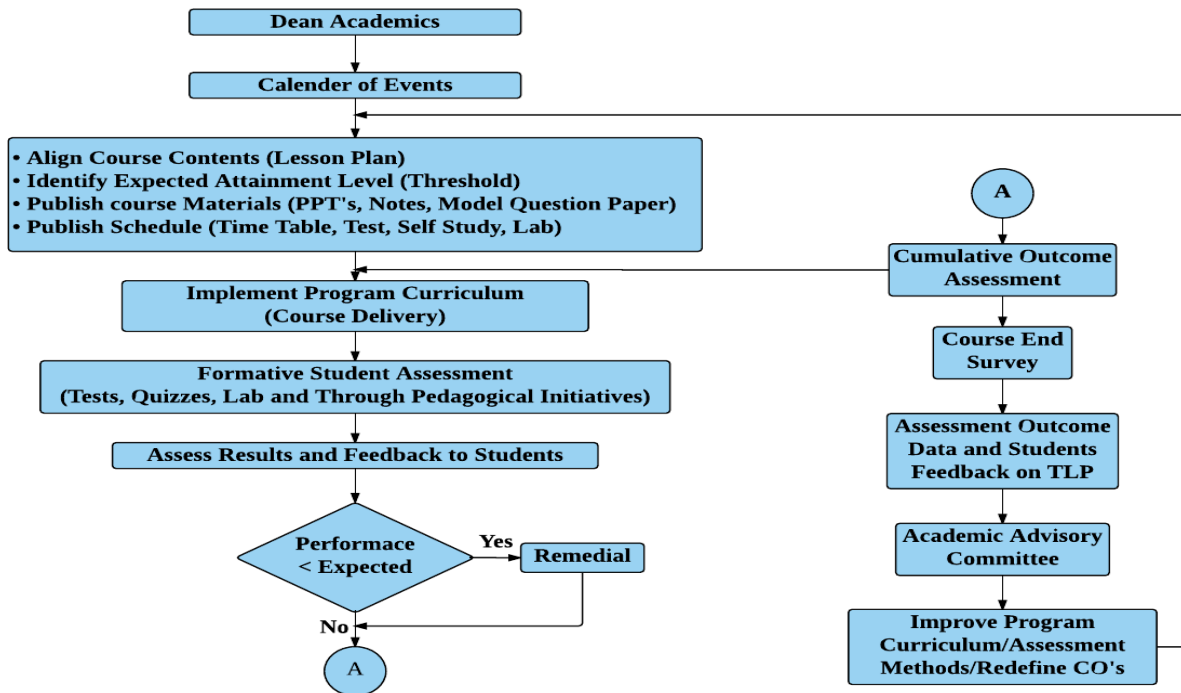 Dean Academics
Calender of Events
• Align Course Contents (Lesson Plan)
• Identify Expected Attainment Level (Threshold)
• Publish course Materials (PPT's, Notes, Model Question Paper)
• Publish Schedule (Time Table, Test, Self Study, Lab)
Implement Program Curriculum
(Course Delivery)
Formative Student Assessment
(Tests, Quizzes, Lab and Through Pedagogical Initiatives)
Assess Results and Feedback to Students
Performace
< Expected
Yes
Remedial
No
A
A
Cumulative Outcome
Assessment
Course End
Survey
Assessment Outcome
Data and Students
Feedback on TLP
Academic Advisory
Committee
Improve Program
Curriculum/Assessment
Methods/Redefine CO's